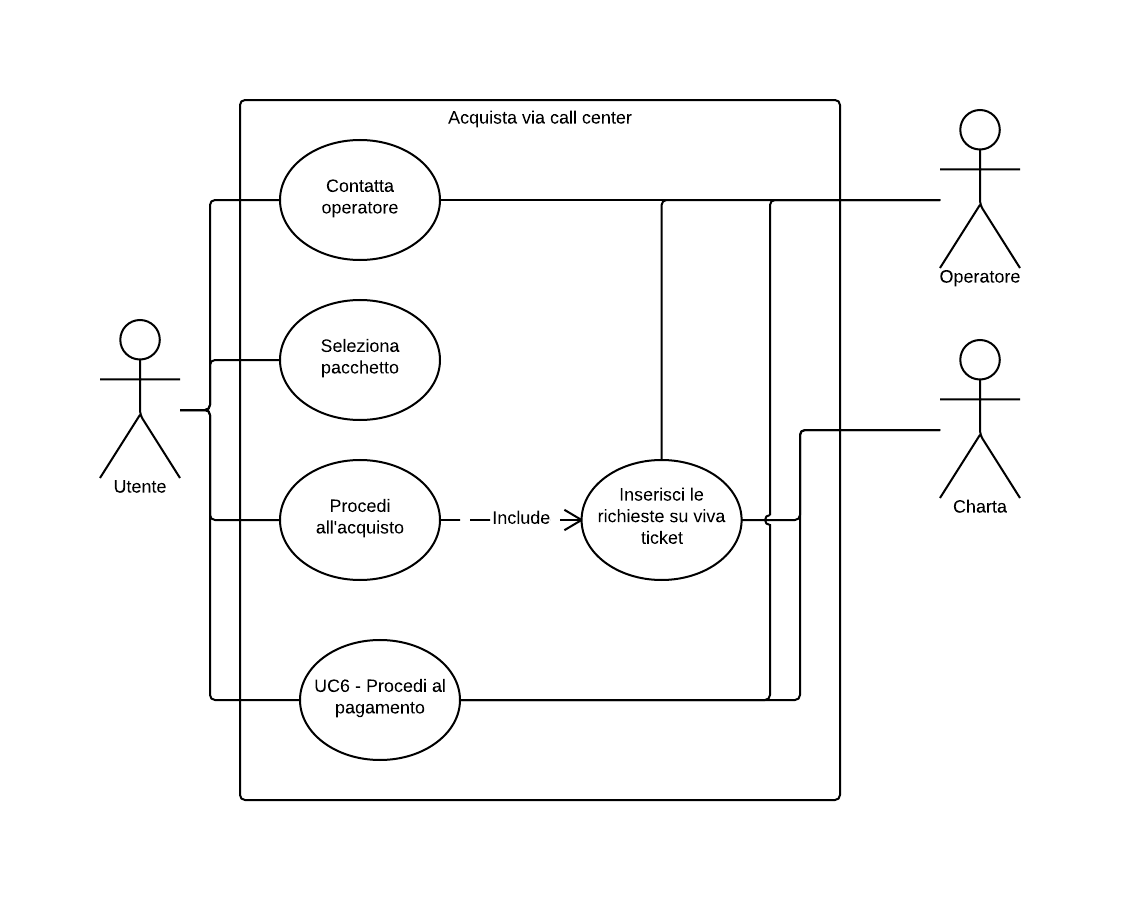 Acquista via call center
Contatta
operatore
Operatore
Seleziona
pacchetto
Utente
Procedi
all'acquisto
Include
Inserisci le
richieste su viva
ticket
Charta
UC6 - Procedi al
pagamento